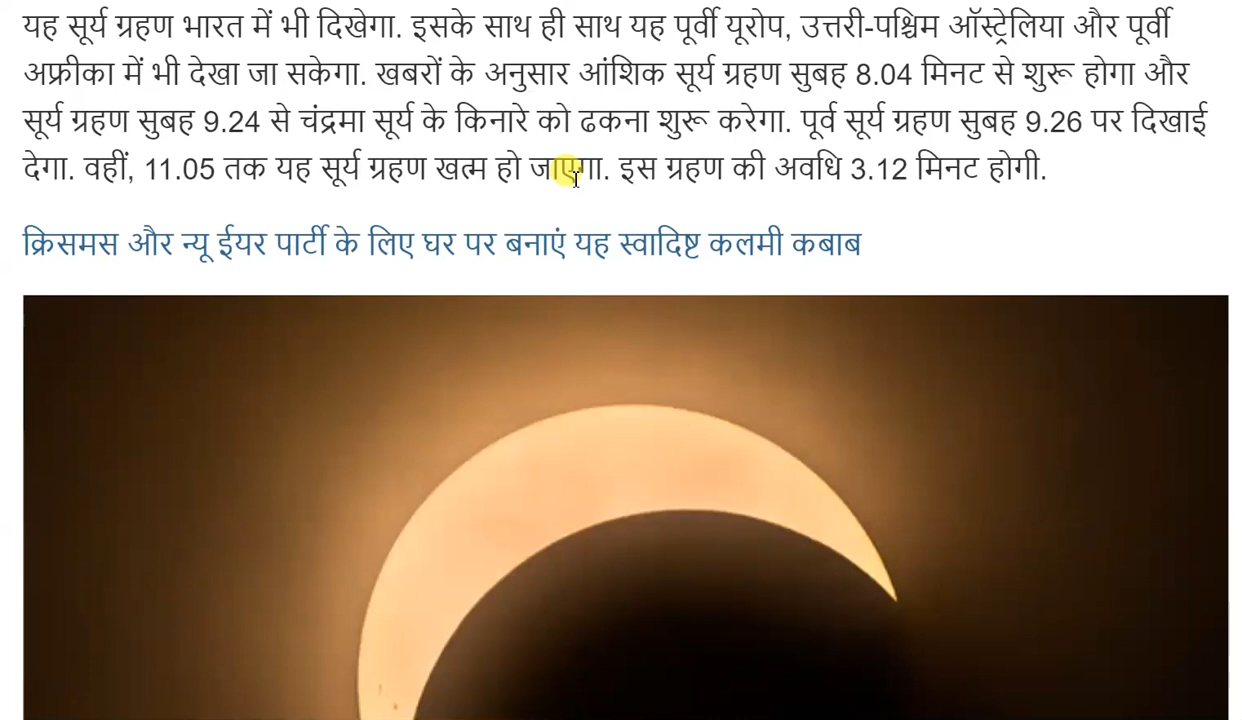 यह सूर्य ग्रहण भारत में भी दिखेगा. इसके साथ ही साथ यह पूर्वी यूरोप, उत्तरी-पश्चिम ऑस्ट्रेलिया और पूर्वी
अफ्रीका में भी देखा जा सकेगा. खबरों के अनुसार आंशिक सूर्य ग्रहण सुबह 8.04 मिनट से शुरू होगा और
सूर्य ग्रहण सुबह 9.24 से चंद्रमा सूर्य के किनारे को ढकना शुरू करेगा. पूर्व सूर्य ग्रहण सुबह 9.26 पर दिखाई
देगा. वहीं, 11.05 तक यह सूर्य ग्रहण खत्म हो जाएगा. इस ग्रहण की अवधि 3.12 मिनट होगी.
क्रिसमस और न्यू ईयर पार्टी के लिए घर पर बनाएं यह स्वादिष्ट कलमी कबाब